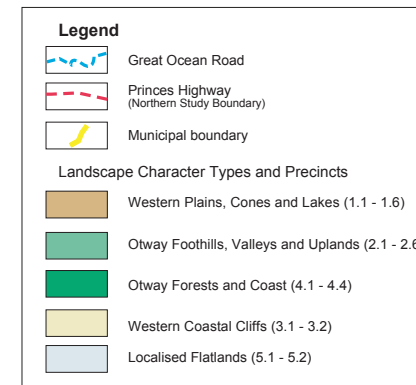 Legend
Great Ocean Road
Princes Highway
(Northern Study Boundary)
Municipal boundary
Landscape Character Types and Precincts
Western Plains, Cones and Lakes (1.1 - 1.6)
Otway Foothills, Valleys and Uplands (2.1 - 2.6
Otway Forests and Coast (4.1 - 4.4)
Western Coastal Cliffs (3.1 - 3.2)
Localised Flatlands (5.1 - 5.2)